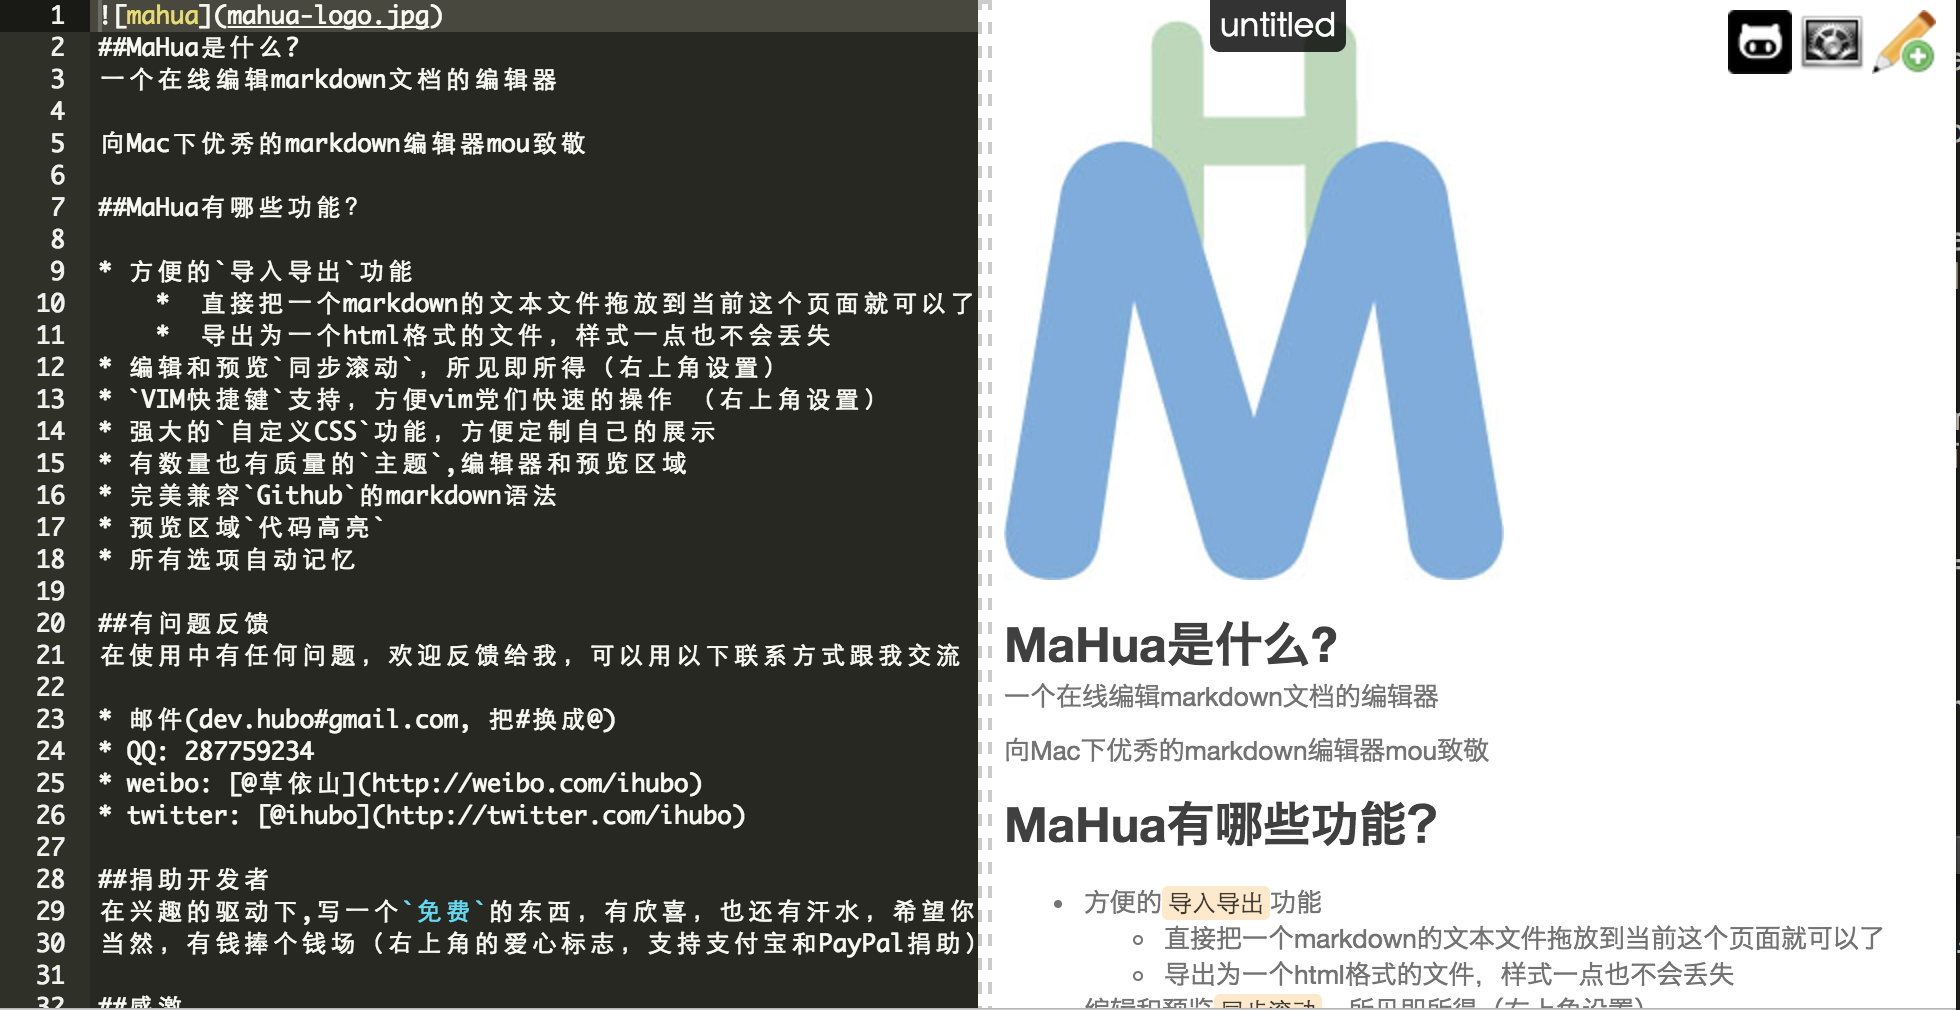 1 ![mahua](mahua-logo.jpg)
2 ##MaHua是什么?
3 一个在线编辑markdown文档的编辑器
4
5 向Mac下优秀的markdown编辑器mou致敬
6
7 ##MaHua有哪些功能?
8
9 * 方便的`导入导出`功能
10     *  直接把一个markdown的文本文件拖放到当前这个页面就可以了
11     *  导出为一个html格式的文件，样式一点也不会丢失
12 * 编辑和预览`同步滚动`，所见即所得（右上角设置）
13 * `VIM快捷键`支持，方便vim党们快速的操作 （右上角设置）
14 * 强大的`自定义CSS`功能，方便定制自己的展示
15 * 有数量也有质量的`主题`,编辑器和预览区域
16 * 完美兼容`Github`的markdown语法
17 * 预览区域`代码高亮`
18 * 所有选项自动记忆
19
20 ##有问题反馈
21 在使用中有任何问题，欢迎反馈给我，可以用以下联系方式跟我交流
22
23 * 邮件(dev.hubo#gmail.com, 把#换成@)
24 * QQ: 287759234
25 * weibo: [@草依山](http://weibo.com/ihubo)
26 * twitter: [@ihubo](http://twitter.com/ihubo)
27
28 ##捐助开发者
29 在兴趣的驱动下,写一个`免费`的东西，有欣喜，也还有汗水，希望你
30 当然，有钱捧个钱场（右上角的爱心标志，支持支付宝和PayPal捐助）
31
32 ##感激
untitled
MaHua是什么?
一个在线编辑markdown文档的编辑器
向Mac下优秀的markdown编辑器mou致敬
MaHua有哪些功能?
• 方便的导入导出功能
直接把一个markdown的文本文件拖放到当前这个页面就可以了
导出为一个html格式的文件，样式一点也不会丢失
编辑和预览同步滚动，所见即所得（右上角设置）